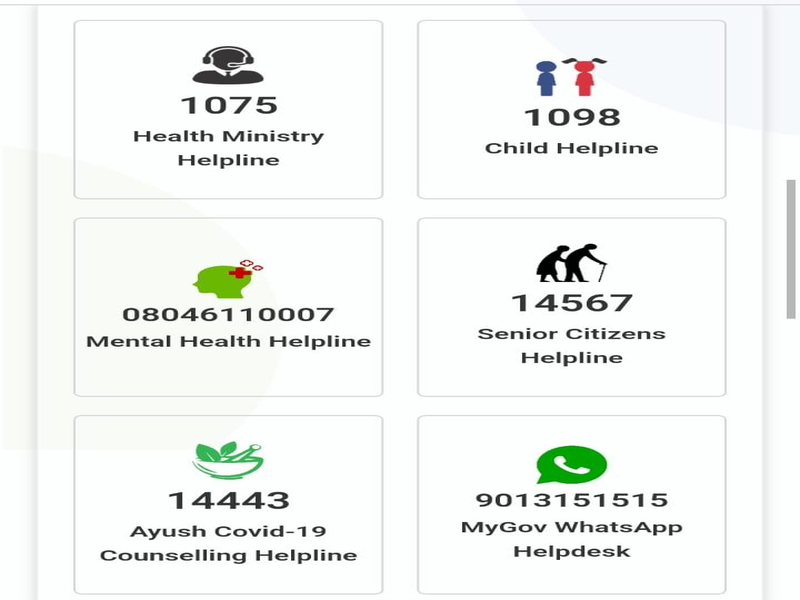 1075
Health Ministry
Helpline
1098
Child Helpline
08046110007
Mental Health Helpline
14567
Senior Citizens
Helpline
14443
Ayush Covid-19
Counselling Helpline
9013151515
MyGov WhatsApp
Helpdesk